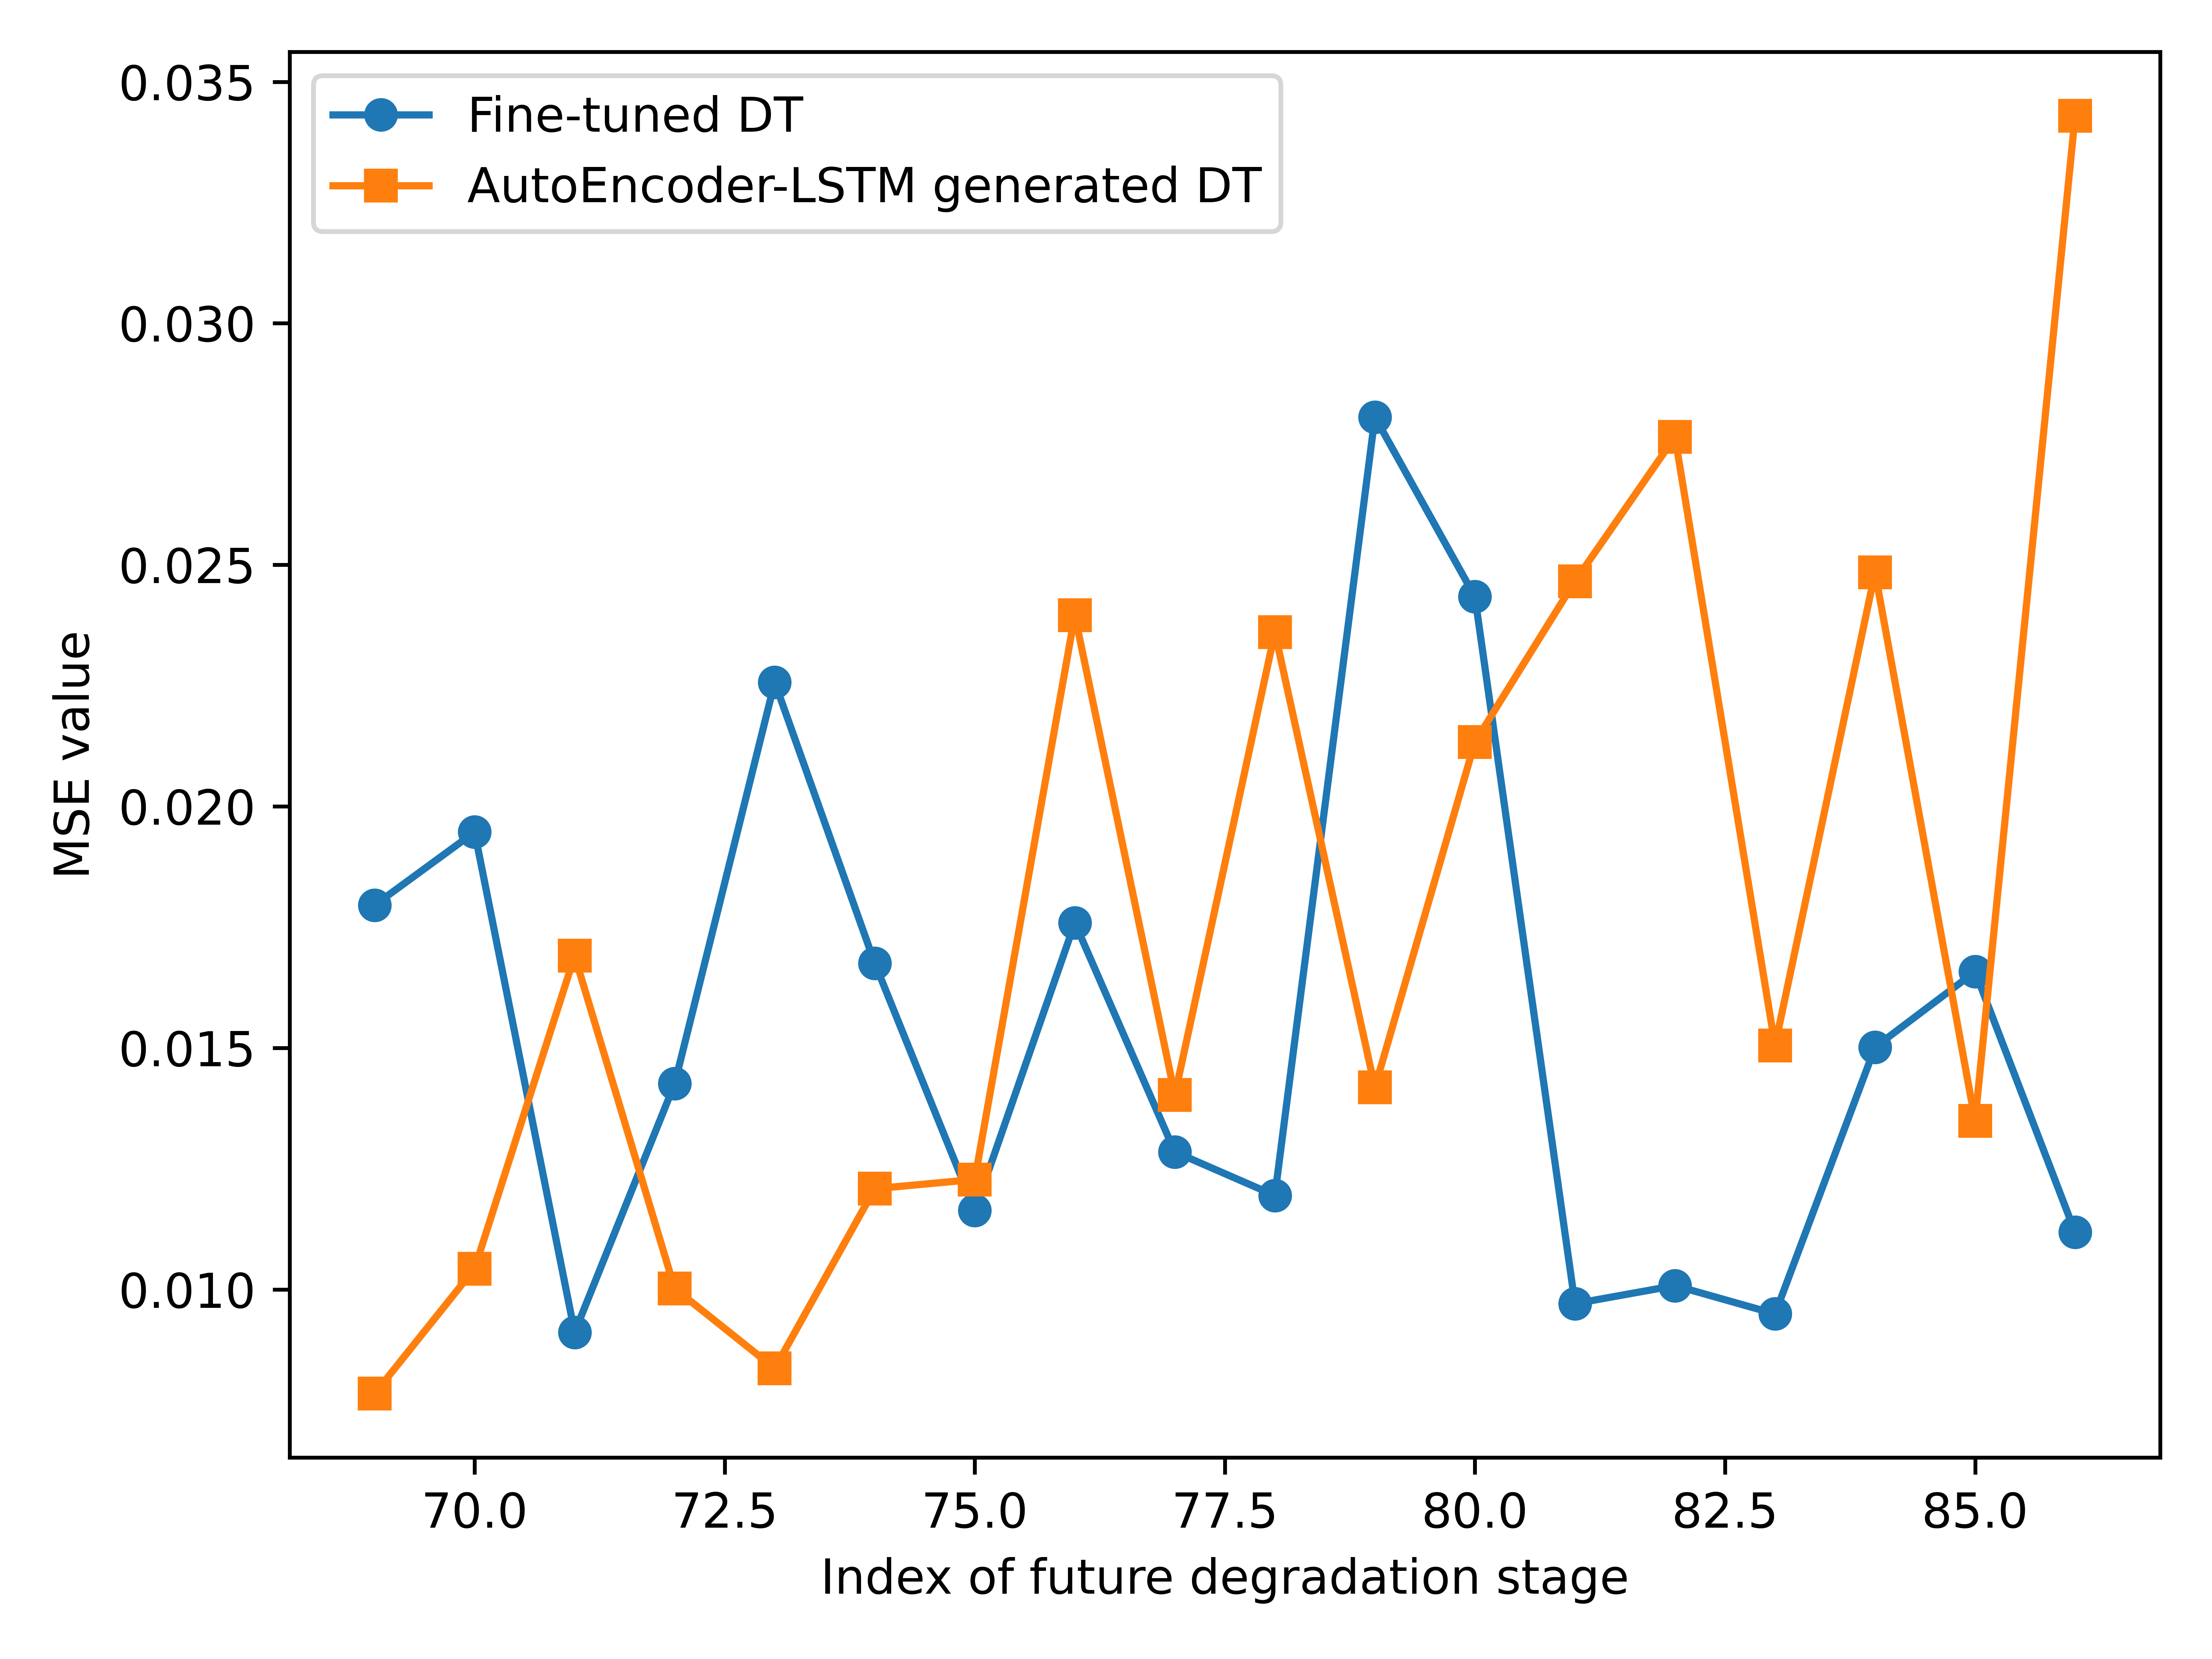 Fine-tuned DT
AutoEncoder-LSTM generated DT
0.035
0.030
0.025
0.020
0.015
0.010
MSE value
70.0 72.5 75.0 77.5 80.0 82.5 85.0
Index of future degradation stage